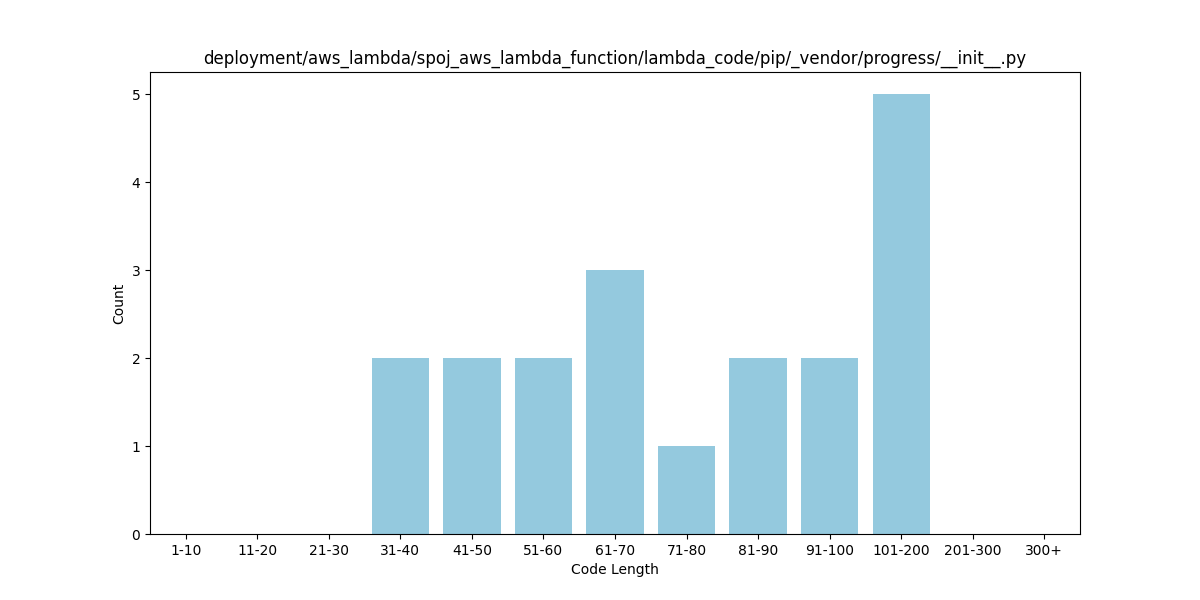 deployment/aws_lambda/spoj_aws_lambda_function/lambda_code/pip/_vendor/progress/__init__.py
5
4
3
2
1
0
Count
1-10 11-20 21-30 31-40 41-50 51-60 61-70 71-80 81-90 91-100 101-200 201-300 300+
Code Length